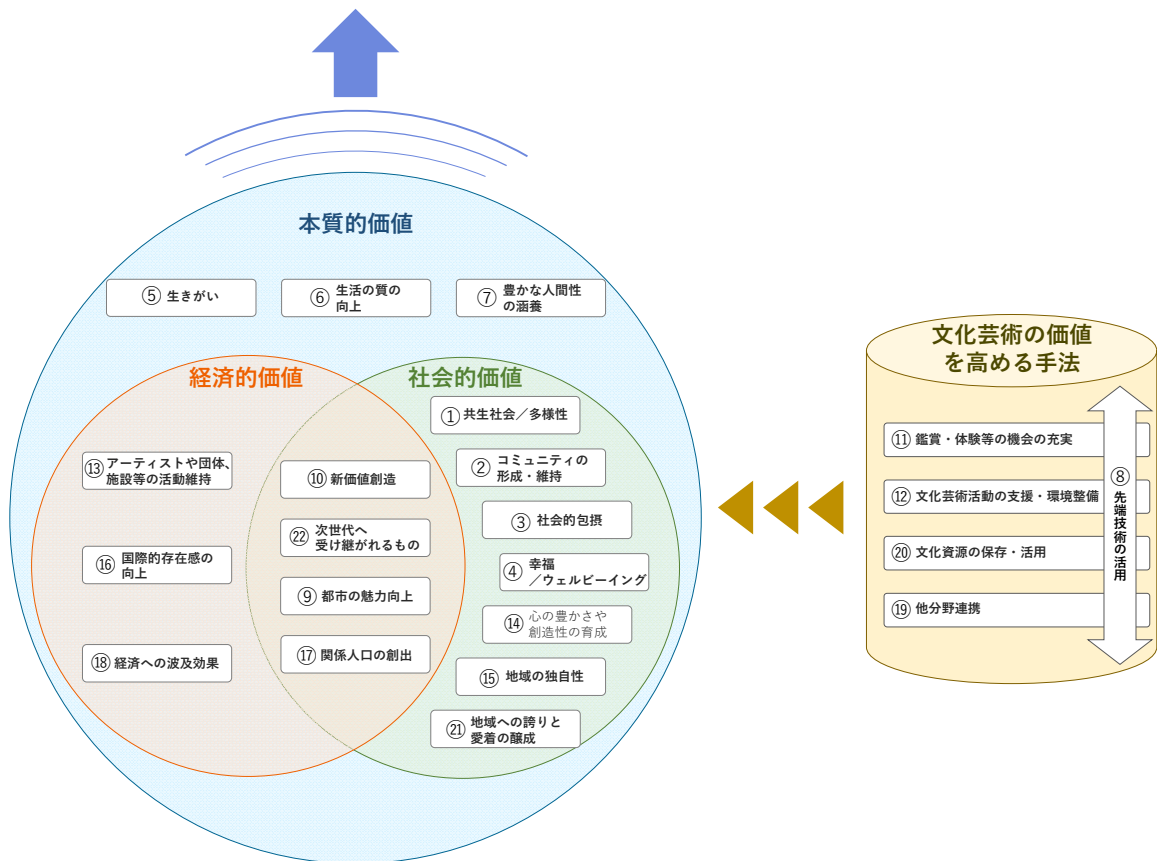 本質的価値
⑤ 生きがい
⑥ 生活の質の
向上
⑦ 豊かな人間性
の涵養
経済的価値
⑬ アーティストや団体、
施設等の活動維持
⑯ 国際的存在感の
向上
⑱ 経済への波及効果
⑩ 新価値創造
㉒ 次世代へ
受け継がれるもの
⑨ 都市の魅力向上
⑰ 関係人口の創出
社会的価値
① 共生社会／多様性
② コミュニティの
形成・維持
③ 社会的包摂
④ 幸福
／ウェルビーイング
⑭ 心の豊かさや
創造性の育成
⑮ 地域の独自性
㉑ 地域への誇りと
愛着の醸成
文化芸術の価値
を高める手法
⑪ 鑑賞・体験等の機会の充実
⑫ 文化芸術活動の支援・環境整備
⑳ 文化資源の保存・活用
⑲ 他分野連携
⑧ 先端技術の活用